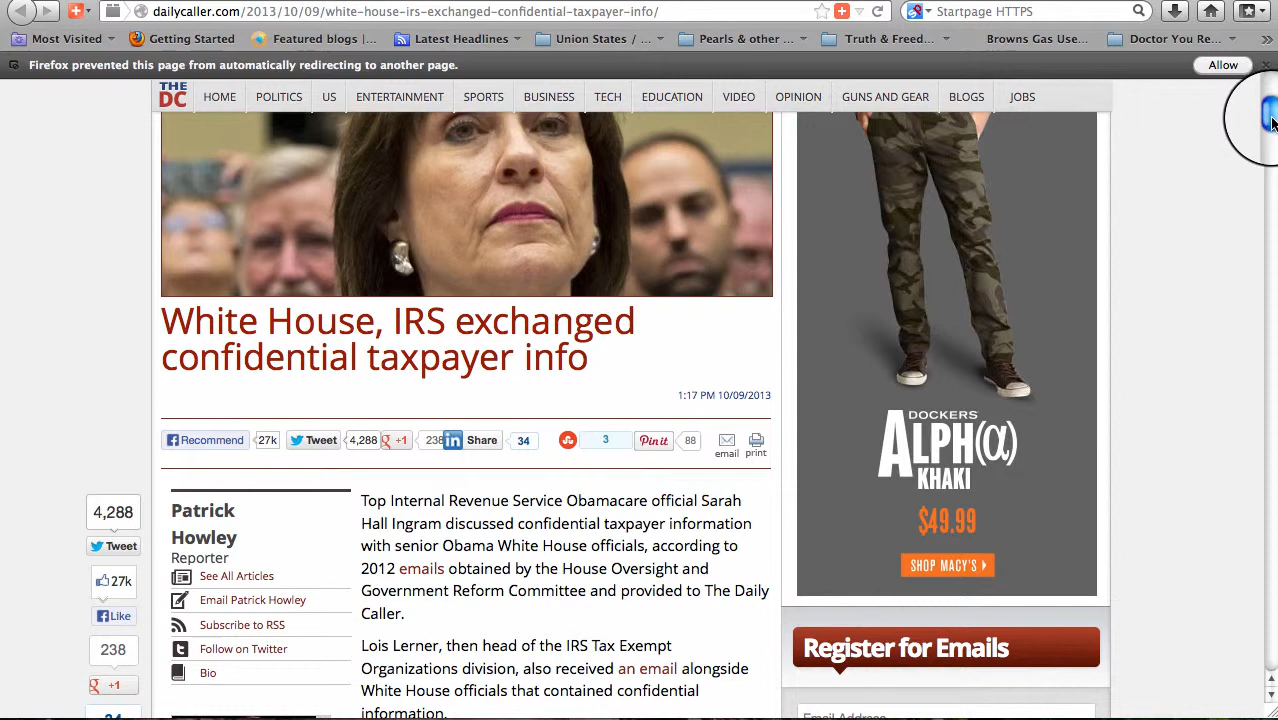 dailycaller.com/2013/10/09/white-house-irs-exchanged-confidential-taxpayer-info/
Startpage HTTPS
Most Visited
Getting Started
Featured blogs |...
Latest Headlines
Union States / ...
Pearls & other ...
Truth & Freed...
Browns Gas Use...
Doctor You Re...
Firefox prevented this page from automatically redirecting to another page.
Allow
THE DC
HOME
POLITICS
US
ENTERTAINMENT
SPORTS
BUSINESS
TECH
EDUCATION
VIDEO
OPINION
GUNS AND GEAR
BLOGS
JOBS
White House, IRS exchanged
confidential taxpayer info
1:17 PM 10/09/2013
Recommend 27k
Tweet 4,288
+1 238
in Share 34
3
Pin it 88
email
print
4,288
Tweet
27k
Like
238
+1
34
Patrick
Howley
Reporter
See All Articles
Email Patrick Howley
Subscribe to RSS
Follow on Twitter
Bio
Top Internal Revenue Service Obamacare official Sarah
Hall Ingram discussed confidential taxpayer information
with senior Obama White House officials, according to
2012 emails obtained by the House Oversight and
Government Reform Committee and provided to The Daily
Caller.
Lois Lerner, then head of the IRS Tax Exempt
Organizations division, also received an email alongside
White House officials that contained confidential
information.
DOCKERS
ALPH(α)
KHAKI
$49.99
SHOP MACY'S
Register for Emails
Email Address